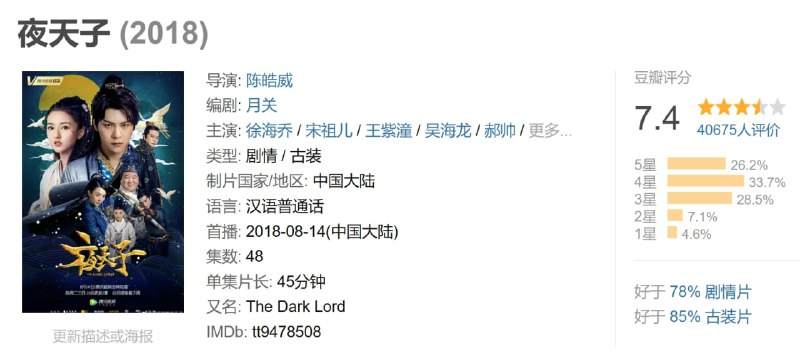 夜天子 (2018)
夜天子
THE DARK LORD
导演: 陈皓威
编剧: 月关
主演: 徐海乔 / 宋祖儿 / 王紫潼 / 吴海龙 / 郝帅 / 更多...
类型: 剧情 / 古装
制片国家/地区: 中国大陆
语言: 汉语普通话
首播: 2018-08-14(中国大陆)
集数: 48
单集片长: 45分钟
又名: The Dark Lord
IMDb: tt9478508
更新描述或海报
豆瓣评分
7.4
40675人评价
5星 26.2%
4星 33.7%
3星 28.5%
2星 7.1%
1星 4.6%
好于 78% 剧情片
好于 85% 古装片